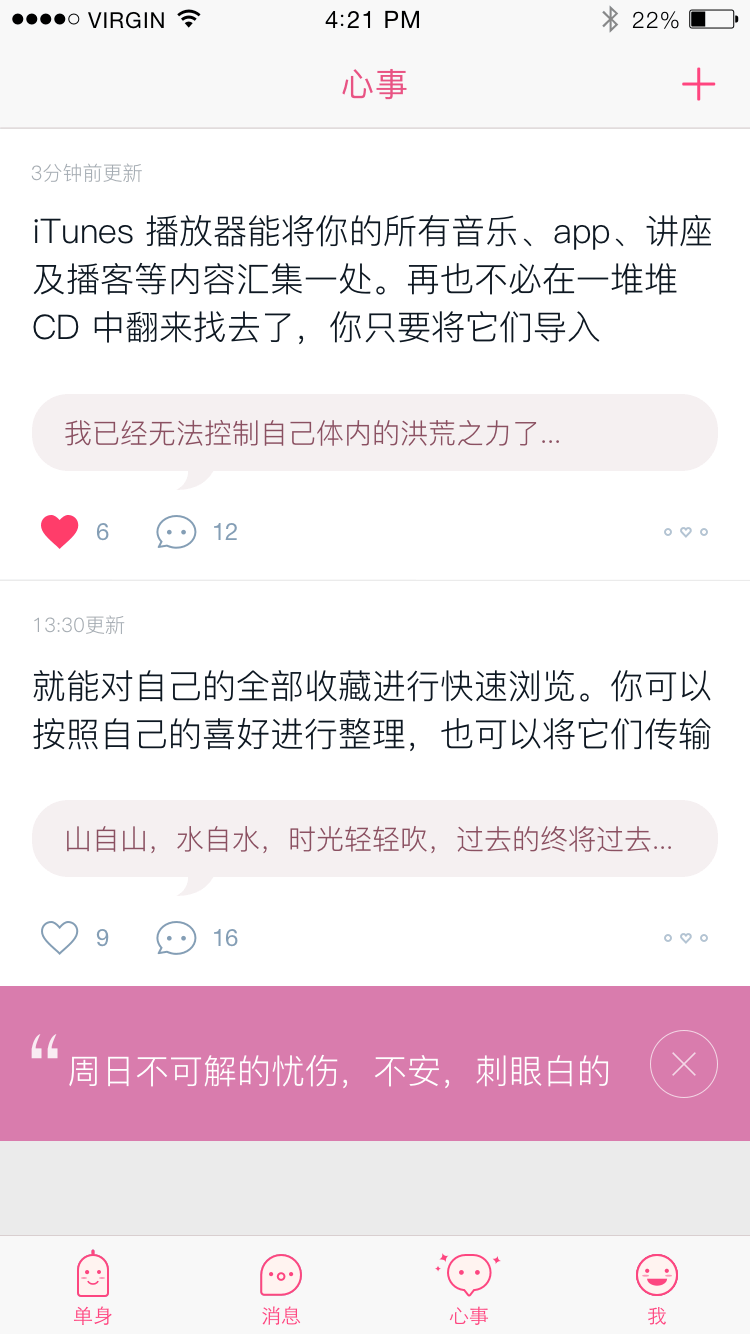 VIRGIN 4:21 PM 22%
心事
3分钟前更新
iTunes 播放器能将你的所有音乐、app、讲座
及播客等内容汇集一处。再也不必在一堆堆
CD 中翻来找去了，你只要将它们导入
我已经无法控制自己体内的洪荒之力了...
6 12
13:30更新
就能对自己的全部收藏进行快速浏览。你可以
按照自己的喜好进行整理，也可以将它们传输
山自山，水自水，时光轻轻吹，过去的终将过去...
9 16
“ 周日不可解的忧伤，不安，刺眼白的
单身 消息 心事 我